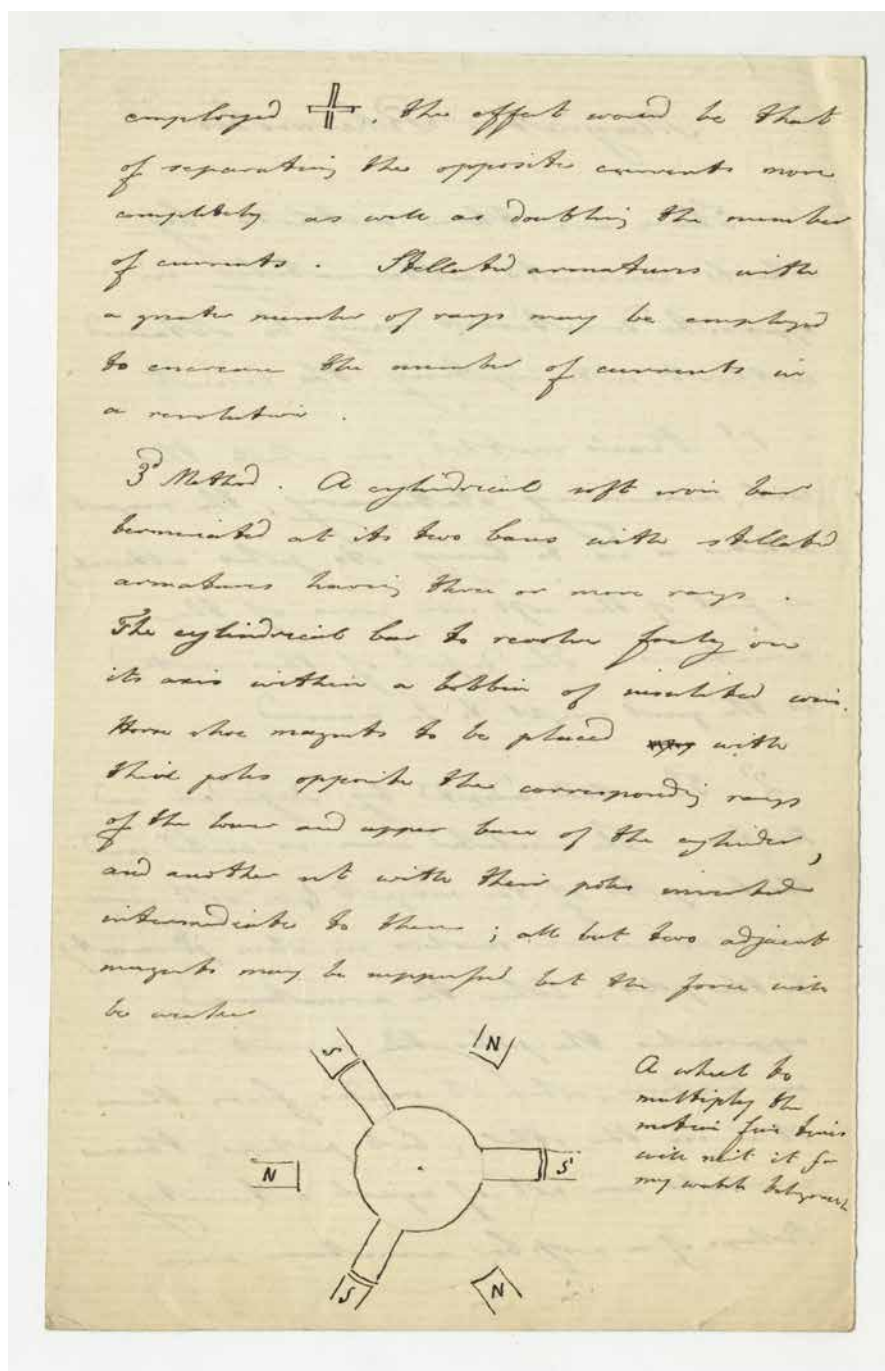 employed . the effect would be that
of separating the opposite currents more
completely as well as doubling the number
of currents . Stellated armatures with
a greater number of rays may be employed
to encrease the number of currents in
a revolution .
3d Method . A cylindrical soft iron bar
terminated at its two bases with stellated
armatures having three or more rays .
The cylindrical bar to revolve freely on
its axis within a bobbin of insulated wire.
Horse shoe magnets to be placed with
their poles opposite the corresponding rays
of the lower and upper base of the cylinder,
and another set with their poles inverted
intermediate to them ; all but two adjacent
magnets may be suppressed but the force will
be weaker
S
N
N
S
S
N
A wheel to
multiply the
motion five times
will suit it for
my watch telegraph